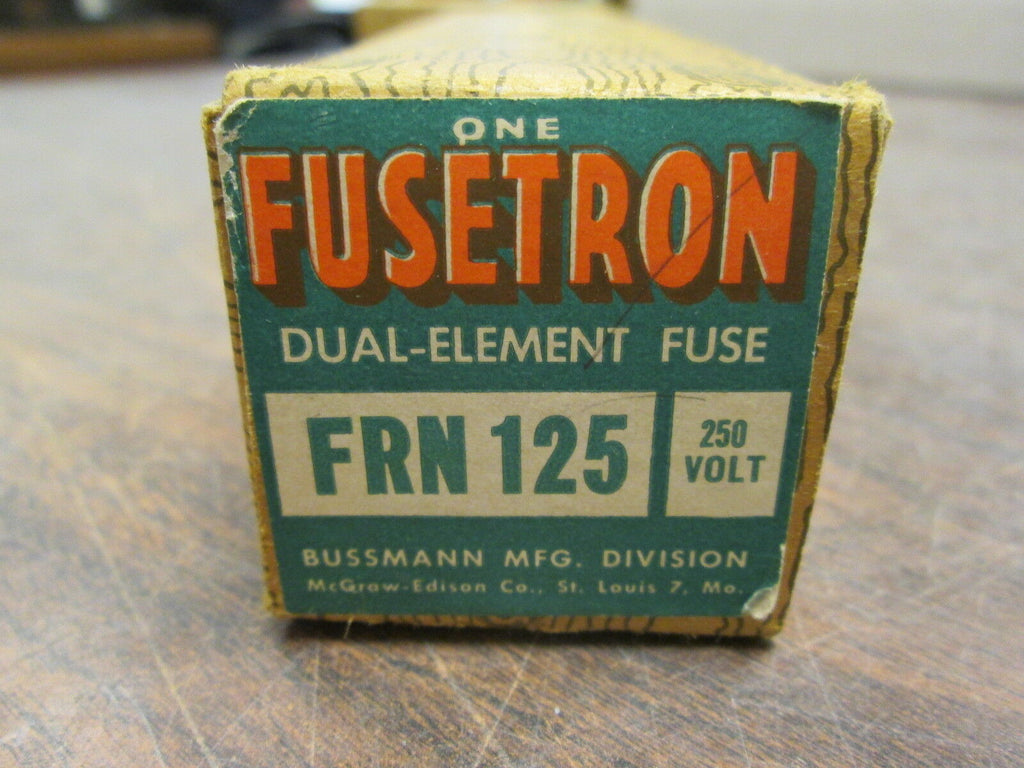 ONE
FUSETRON
DUAL-ELEMENT FUSE
FRN 125
250
VOLT
BUSSMANN MFG. DIVISION
McGraw-Edison Co., St. Louis 7, Mo.